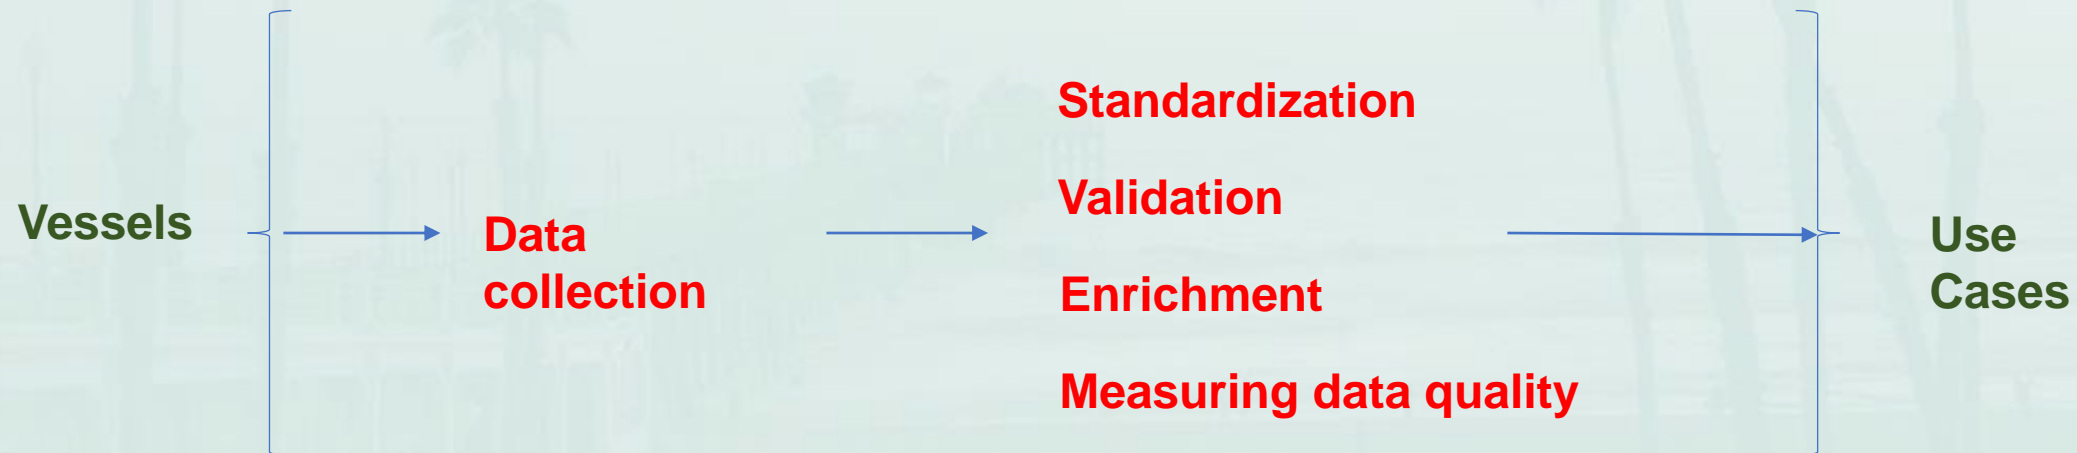 Vessels
Data
collection
Standardization
Validation
Enrichment
Measuring data quality
Use
Cases